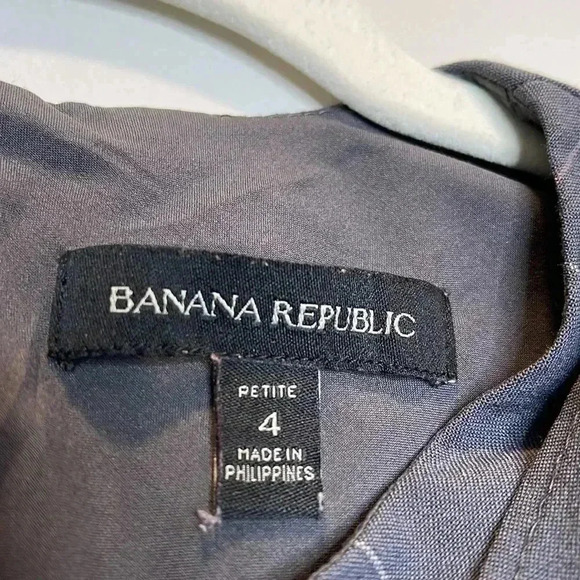 BANANA REPUBLIC
PETITE
4
MADE IN
PHILIPPINES